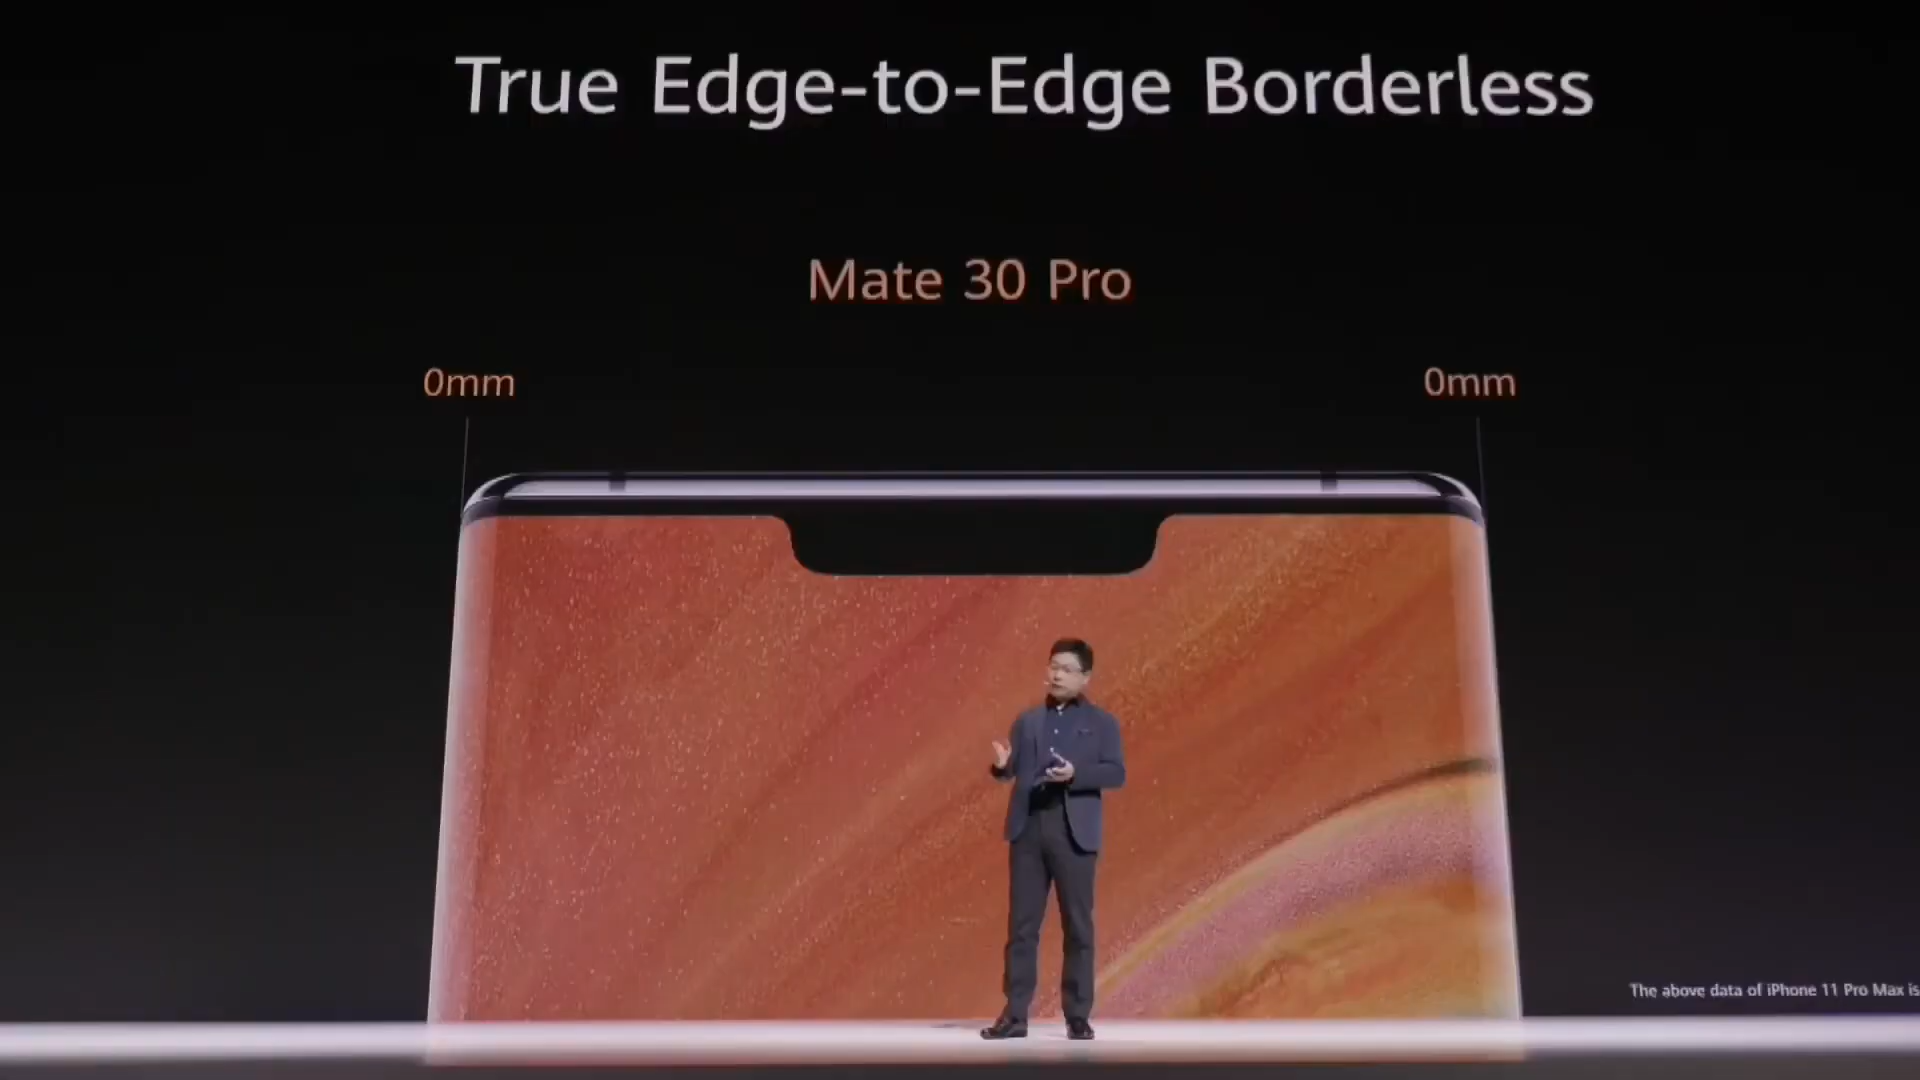 True Edge-to-Edge Borderless
Mate 30 Pro
0mm 0mm
The above data of iPhone 11 Pro Max is